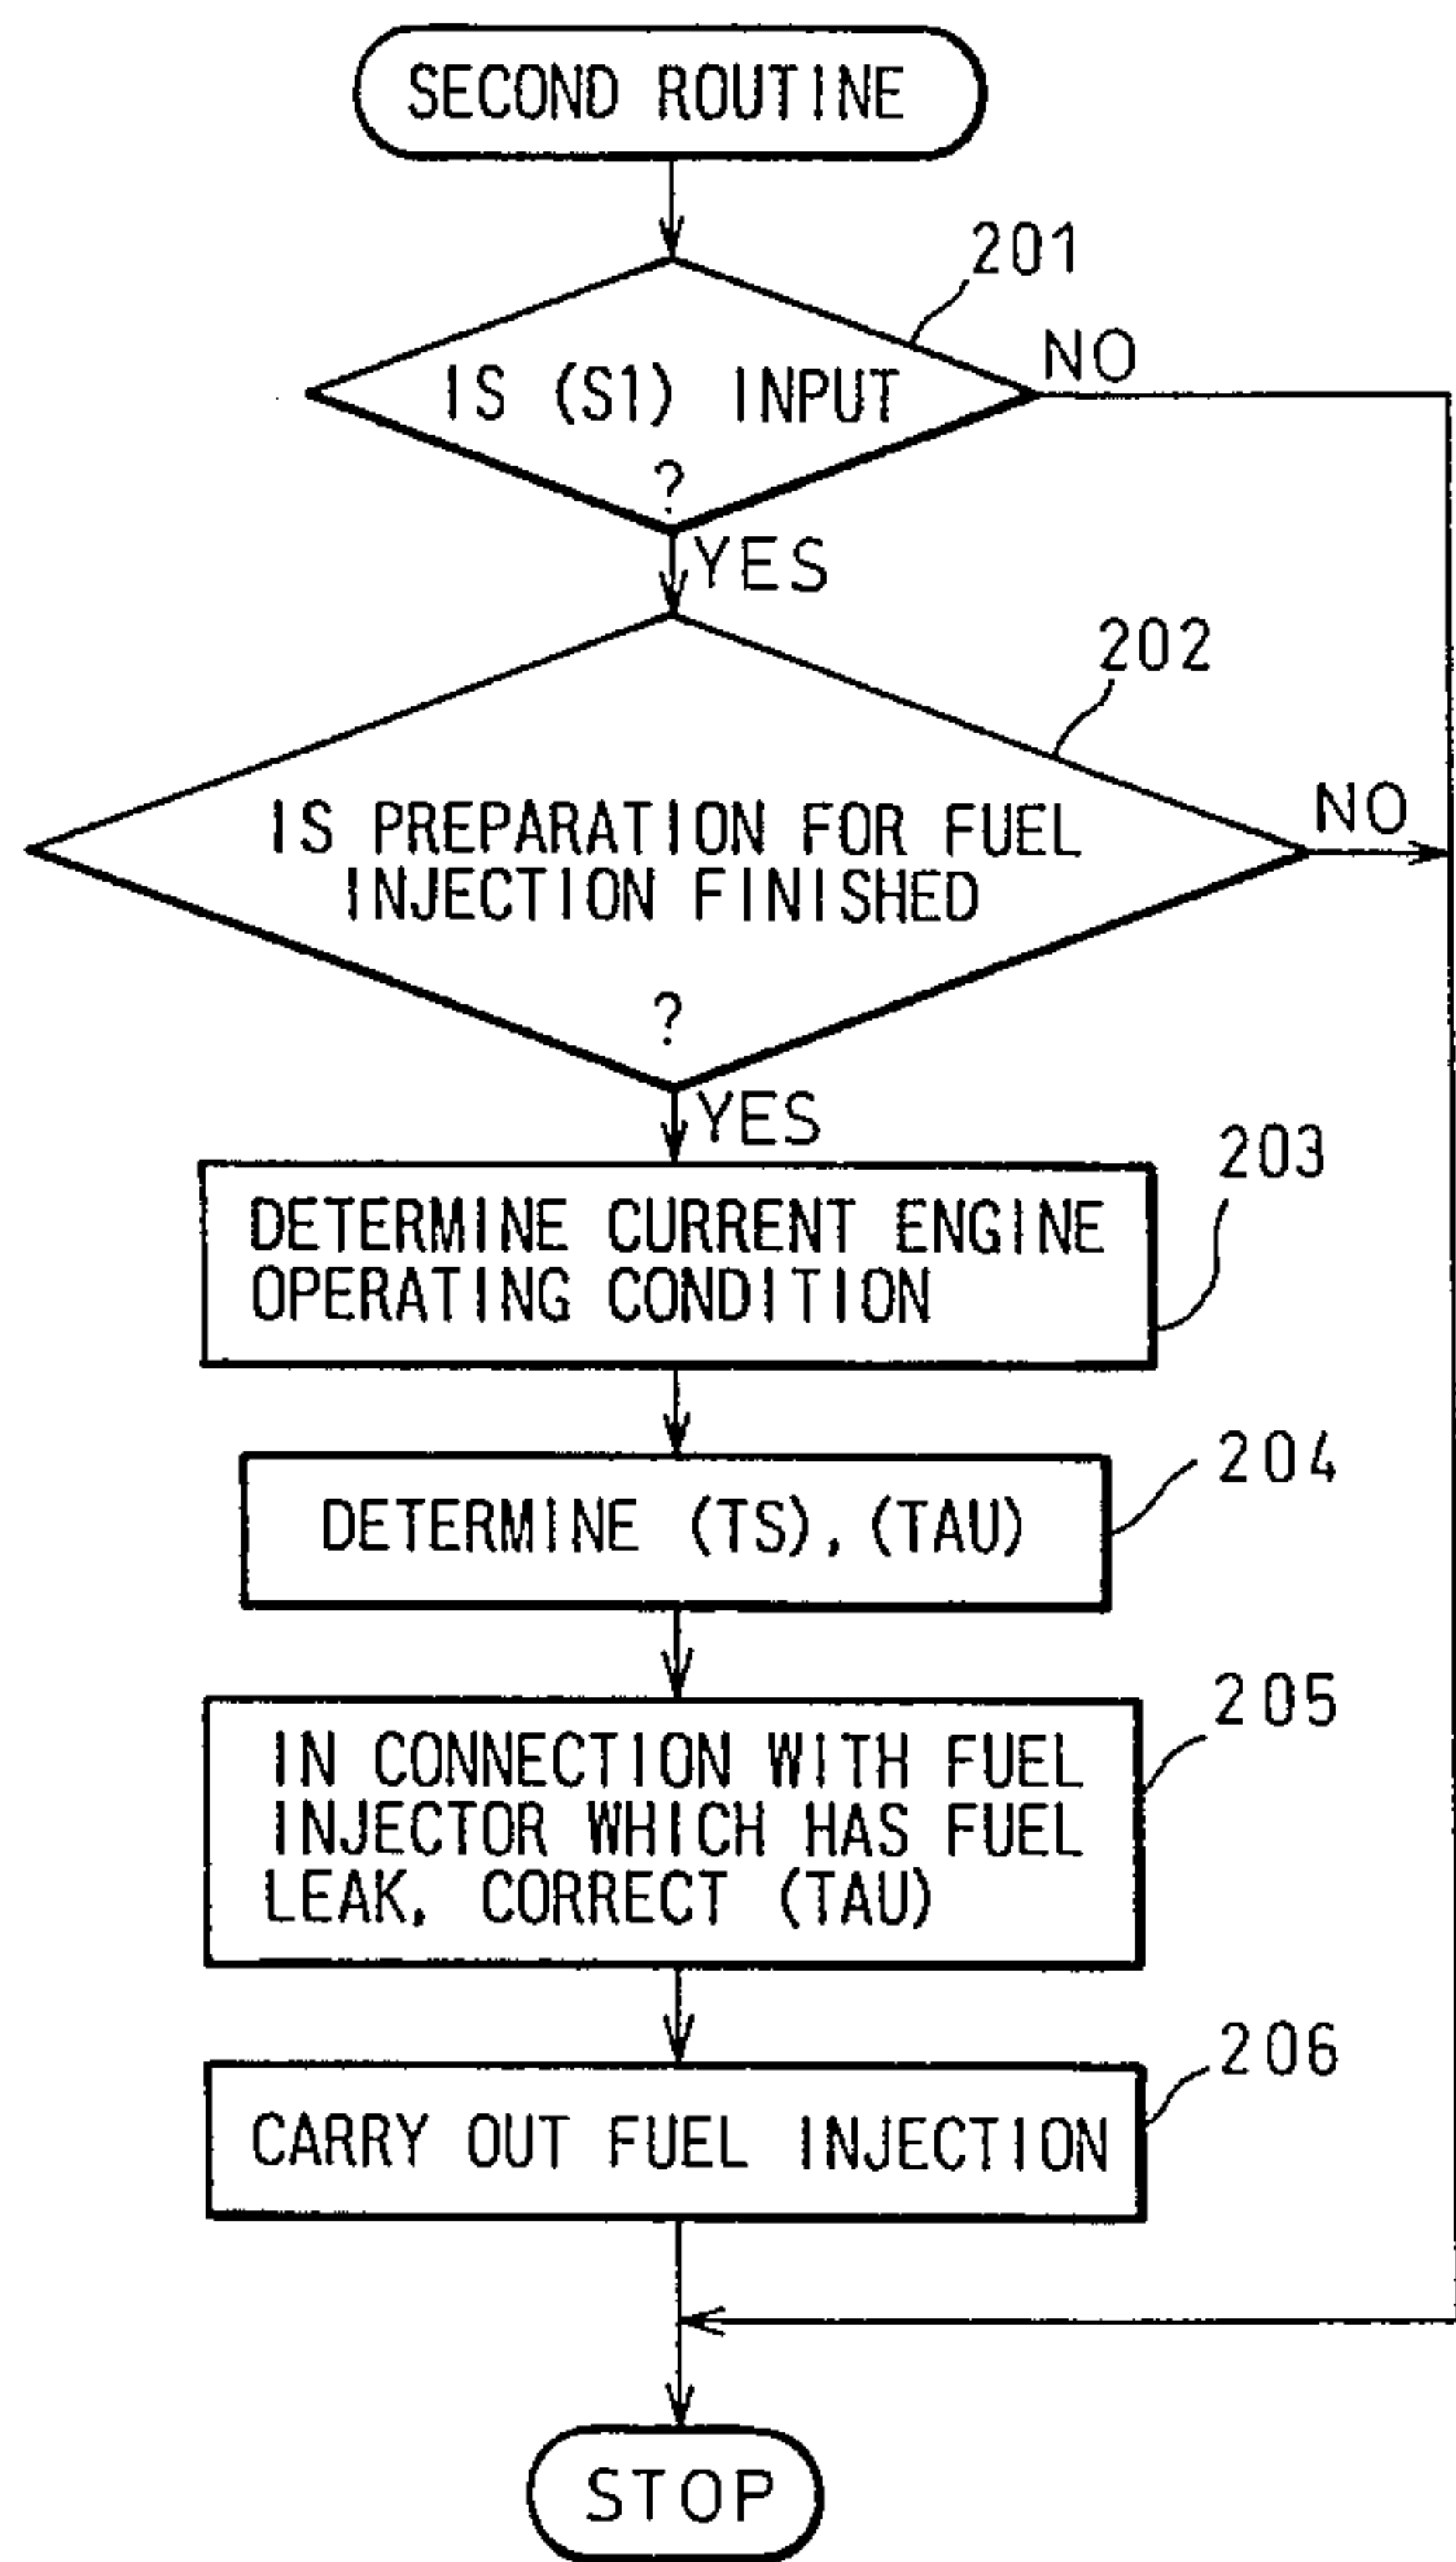 SECOND ROUTINE
201
IS (S1) INPUT
NO
?
YES
202
IS PREPARATION FOR FUEL
NO
INJECTION FINISHED
?
YES
203
DETERMINE CURRENT ENGINE
OPERATING CONDITION
204
DETERMINE (TS), (TAU)
205
IN CONNECTION WITH FUEL
INJECTOR WHICH HAS FUEL
LEAK, CORRECT (TAU)
206
CARRY OUT FUEL INJECTION
STOP